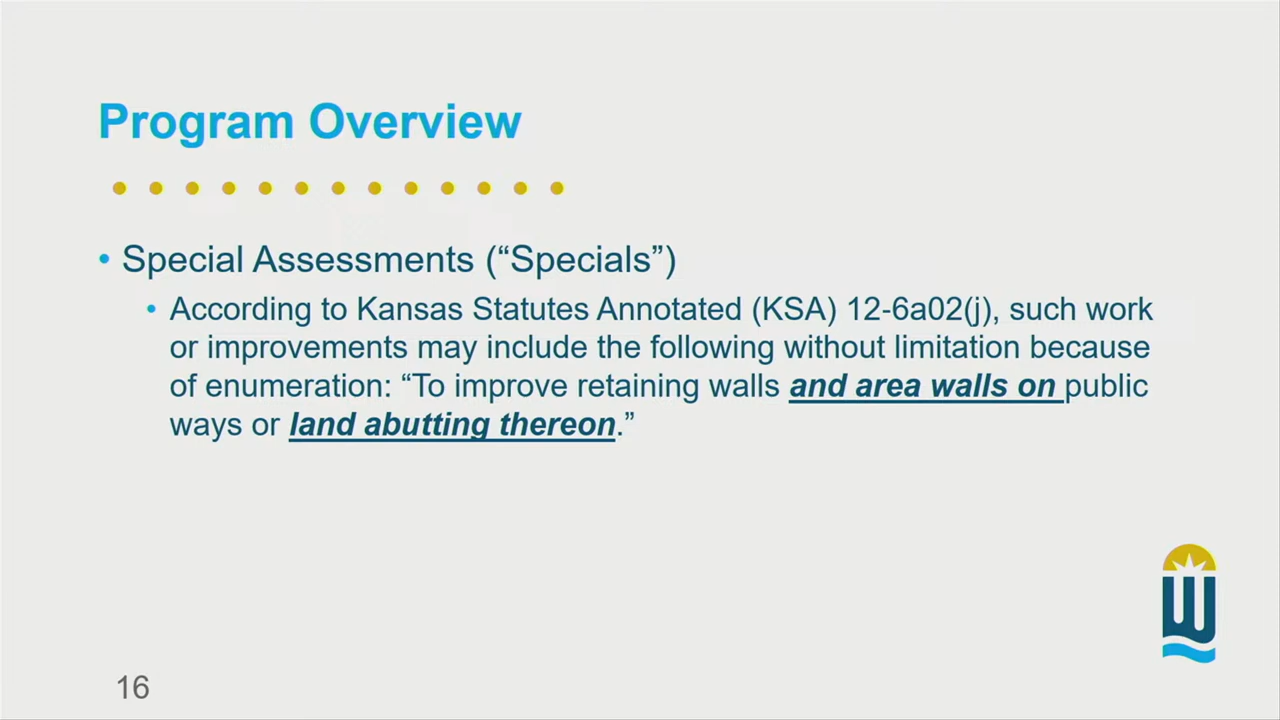 Program Overview
• Special Assessments (“Specials”)
• According to Kansas Statutes Annotated (KSA) 12-6a02(j), such work
or improvements may include the following without limitation because
of enumeration: “To improve retaining walls and area walls on public
ways or land abutting thereon.”
16